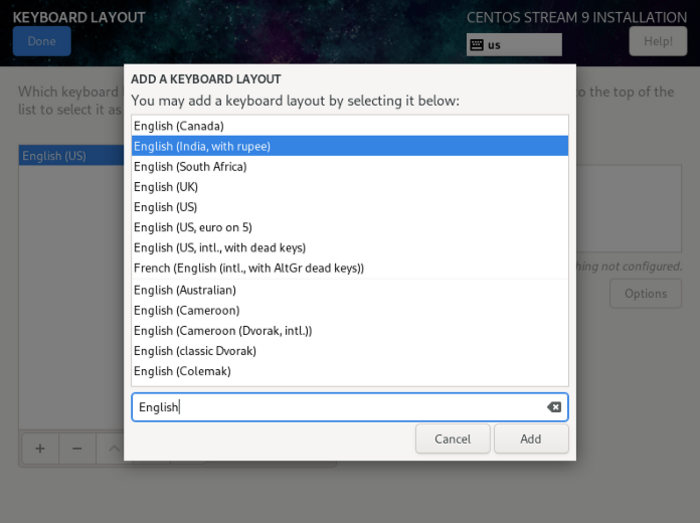 KEYBOARD LAYOUT
CENTOS STREAM 9 INSTALLATION
Done
us
Help!
Which keyboard
to the top of the
list to select it as
ADD A KEYBOARD LAYOUT
You may add a keyboard layout by selecting it below:
English (US)
English (Canada)
English (India, with rupee)
English (South Africa)
English (UK)
English (US)
English (US, euro on 5)
English (US, intl., with dead keys)
French (English (intl., with AltGr dead keys))
English (Australian)
English (Cameroon)
English (Cameroon (Dvorak, intl.))
English (classic Dvorak)
English (Colemak)
hing not configured.
Options
English
Cancel
Add